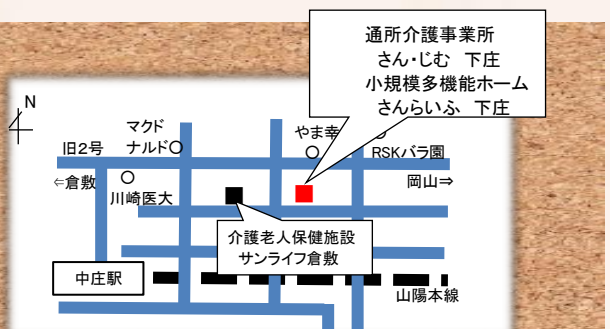 通所介護事業所
さん・じむ 下庄
小規模多機能ホーム
さんらいふ 下庄
N
マクド
ナルド
やま幸
旧2号
RSKバラ園
⇐倉敷
川崎医大
岡山⇒
介護老人保健施設
サンライフ倉敷
中庄駅
山陽本線